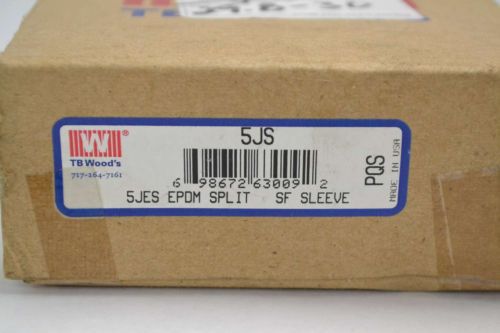 5JS
W®
TB Wood's
717-264-7161
6 98672 63009 2
5JES EPDM SPLIT SF SLEEVE
PQS
MADE IN USA